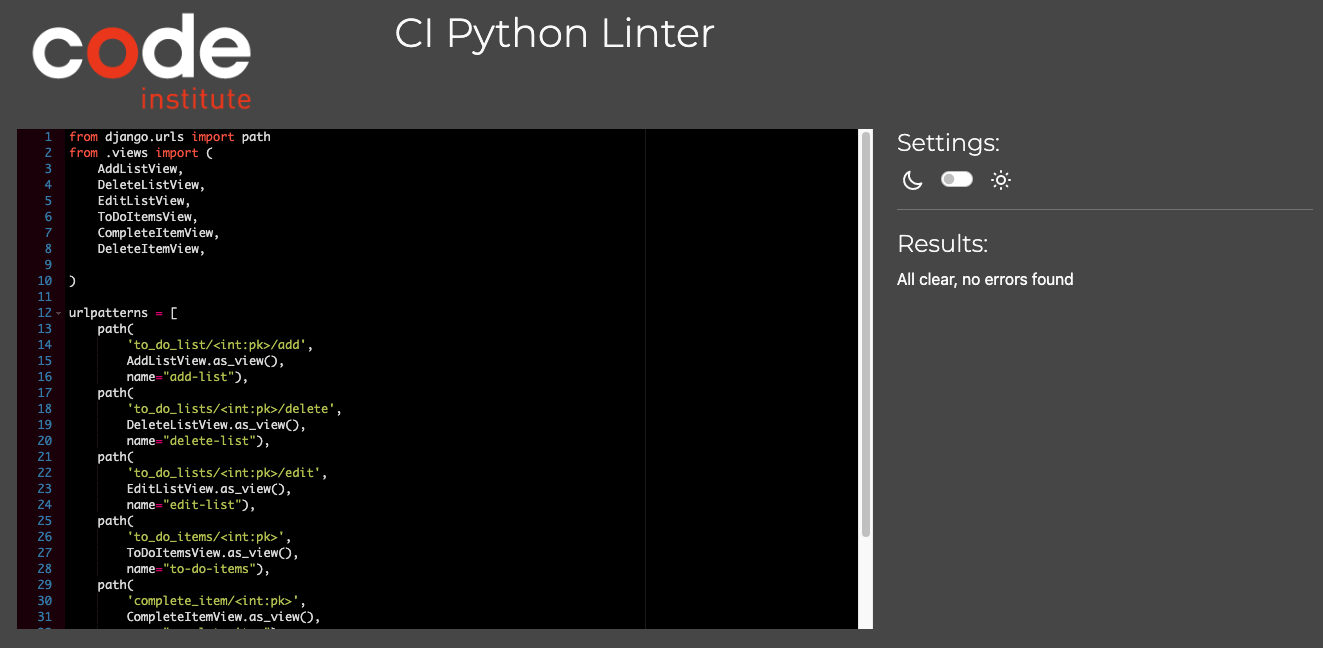 code
institute
CI Python Linter
1 from django.urls import path
2 from .views import (
3 AddListView,
4 DeleteListView,
5 EditListView,
6 ToDoItemsView,
7 CompleteItemView,
8 DeleteItemView,
9
10 )
11
12 urlpatterns = [
13 path(
14 'to_do_list/<int:pk>/add',
15 AddListView.as_view(),
16 name="add-list"),
17 path(
18 'to_do_lists/<int:pk>/delete',
19 DeleteListView.as_view(),
20 name="delete-list"),
21 path(
22 'to_do_lists/<int:pk>/edit',
23 EditListView.as_view(),
24 name="edit-list"),
25 path(
26 'to_do_items/<int:pk>',
27 ToDoItemsView.as_view(),
28 name="to-do-items"),
29 path(
30 'complete_item/<int:pk>',
31 CompleteItemView.as_view(),
Settings:
Results:
All clear, no errors found